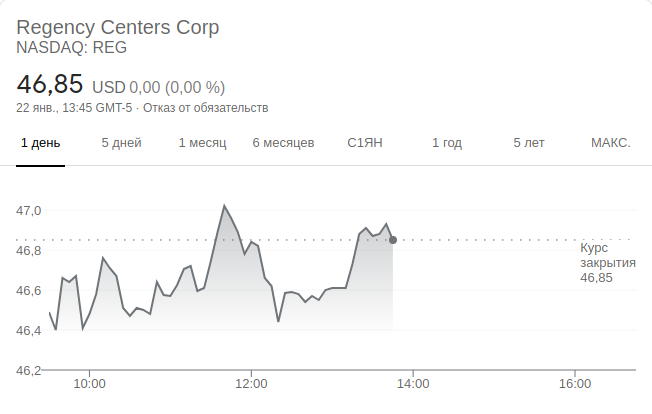 Regency Centers Corp
NASDAQ: REG
46,85 USD 0,00 (0,00 %)
22 янв., 13:45 GMT-5 · Отказ от обязательств
1 день 5 дней 1 месяц 6 месяцев С1ЯН 1 год 5 лет МАКС.
47,0
46,8
46,6
46,4
46,2
Курс
закрытия
46,85
10:00 12:00 14:00 16:00